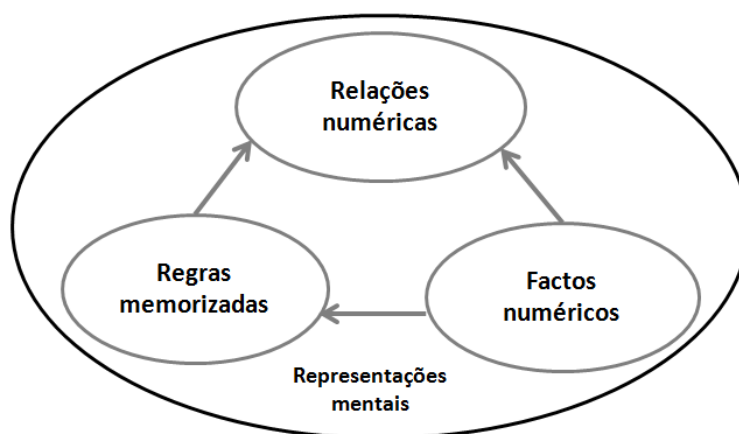 Relações
numéricas
Regras
memorizadas
Factos
numéricos
Representações
mentais